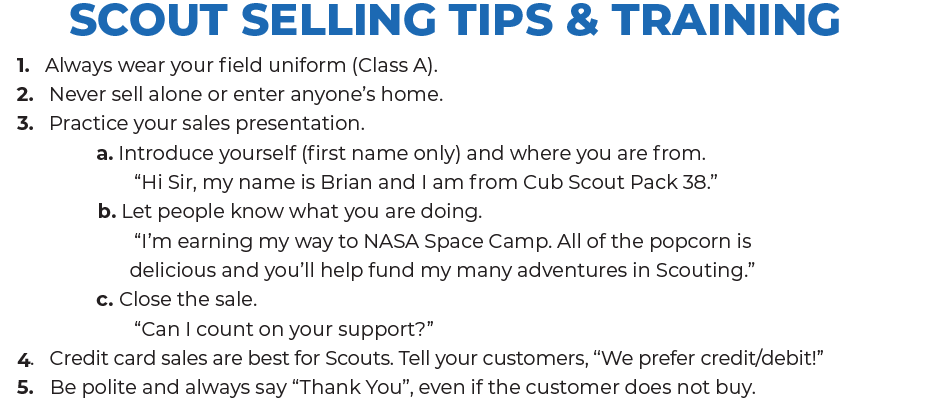 SCOUT SELLING TIPS & TRAINING
1. Always wear your field uniform (Class A).
2. Never sell alone or enter anyone’s home.
3. Practice your sales presentation.
a. Introduce yourself (first name only) and where you are from.
“Hi Sir, my name is Brian and I am from Cub Scout Pack 38.”
b. Let people know what you are doing.
“I’m earning my way to NASA Space Camp. All of the popcorn is
delicious and you’ll help fund my many adventures in Scouting.”
c. Close the sale.
“Can I count on your support?”
4. Credit card sales are best for Scouts. Tell your customers, “We prefer credit/debit!”
5. Be polite and always say “Thank You”, even if the customer does not buy.